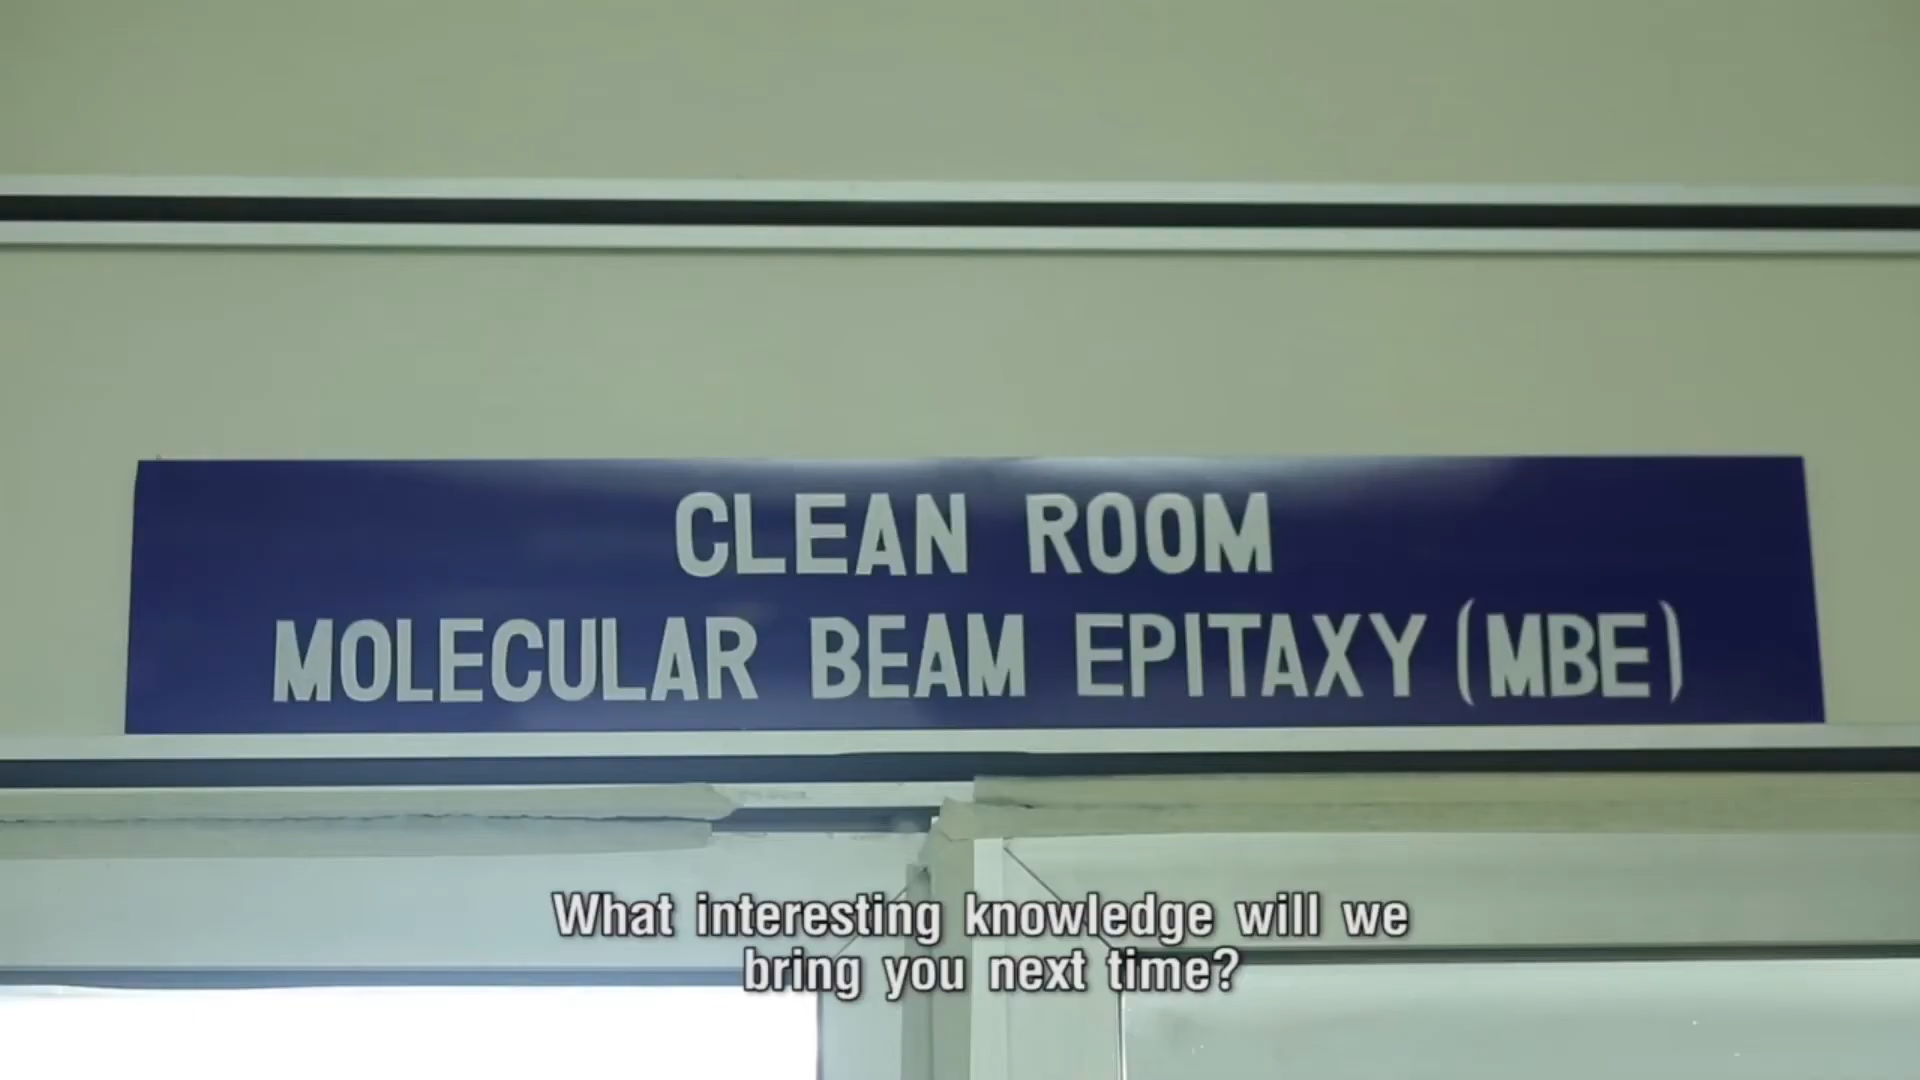 CLEAN ROOM
MOLECULAR BEAM EPITAXY (MBE)
What interesting knowledge will we
bring you next time?